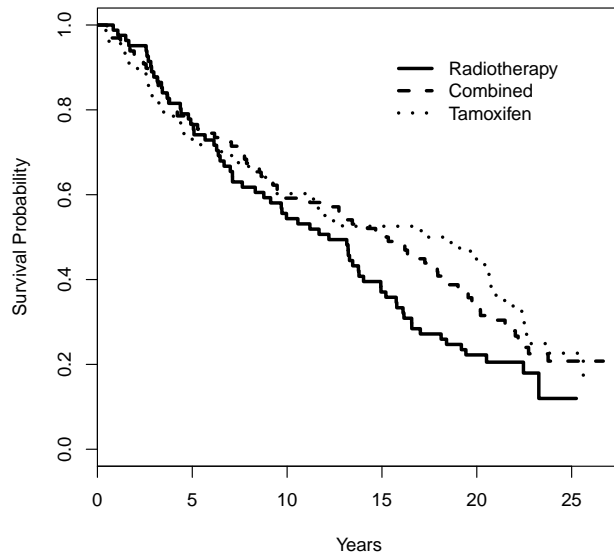 1.0
0.8
0.6
0.4
0.2
0.0
Survival Probability
Radiotherapy
Combined
Tamoxifen
0 5 10 15 20 25
Years